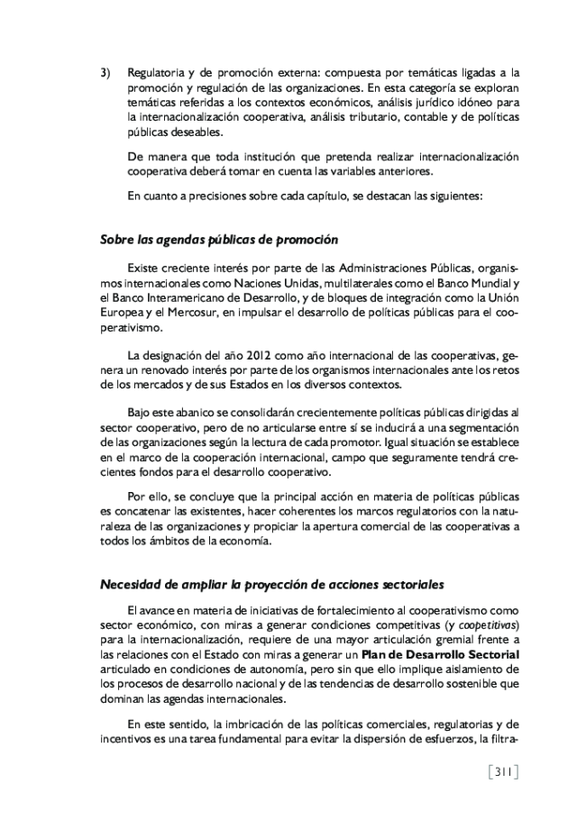 3) Regulatoria y de promoción externa: compuesta por temáticas ligadas a la
promoción y regulación de las organizaciones. En esta categoría se exploran
temáticas referidas a los contextos económicos, análisis jurídico idóneo para
la internacionalización cooperativa, análisis tributario, contable y de políticas
públicas deseables.
De manera que toda institución que pretenda realizar internacionalización
cooperativa deberá tomar en cuenta las variables anteriores.
En cuanto a precisiones sobre cada capítulo, se destacan las siguientes:
Sobre las agendas públicas de promoción
Existe creciente interés por parte de las Administraciones Públicas, organis-
mos internacionales como Naciones Unidas, multilaterales como el Banco Mundial y
el Banco Interamericano de Desarrollo, y de bloques de integración como la Unión
Europea y el Mercosur, en impulsar el desarrollo de políticas públicas para el coo-
perativismo.
La designación del año 2012 como año internacional de las cooperativas, ge-
nera un renovado interés por parte de los organismos internacionales ante los retos
de los mercados y de sus Estados en los diversos contextos.
Bajo este abanico se consolidarán crecientemente políticas públicas dirigidas al
sector cooperativo, pero de no articularse entre sí se inducirá a una segmentación
de las organizaciones según la lectura de cada promotor. Igual situación se establece
en el marco de la cooperación internacional, campo que seguramente tendrá cre-
cientes fondos para el desarrollo cooperativo.
Por ello, se concluye que la principal acción en materia de políticas públicas
es concatenar las existentes, hacer coherentes los marcos regulatorios con la natu-
raleza de las organizaciones y propiciar la apertura comercial de las cooperativas a
todos los ámbitos de la economía.
Necesidad de ampliar la proyección de acciones sectoriales
El avance en materia de iniciativas de fortalecimiento al cooperativismo como
sector económico, con miras a generar condiciones competitivas (y coopetitivas)
para la internacionalización, requiere de una mayor articulación gremial frente a
las relaciones con el Estado con miras a generar un Plan de Desarrollo Sectorial
articulado en condiciones de autonomía, pero sin que ello implique aislamiento de
los procesos de desarrollo nacional y de las tendencias de desarrollo sostenible que
dominan las agendas internacionales.
En este sentido, la imbricación de las políticas comerciales, regulatorias y de
incentivos es una tarea fundamental para evitar la dispersión de esfuerzos, la filtra-
[311]